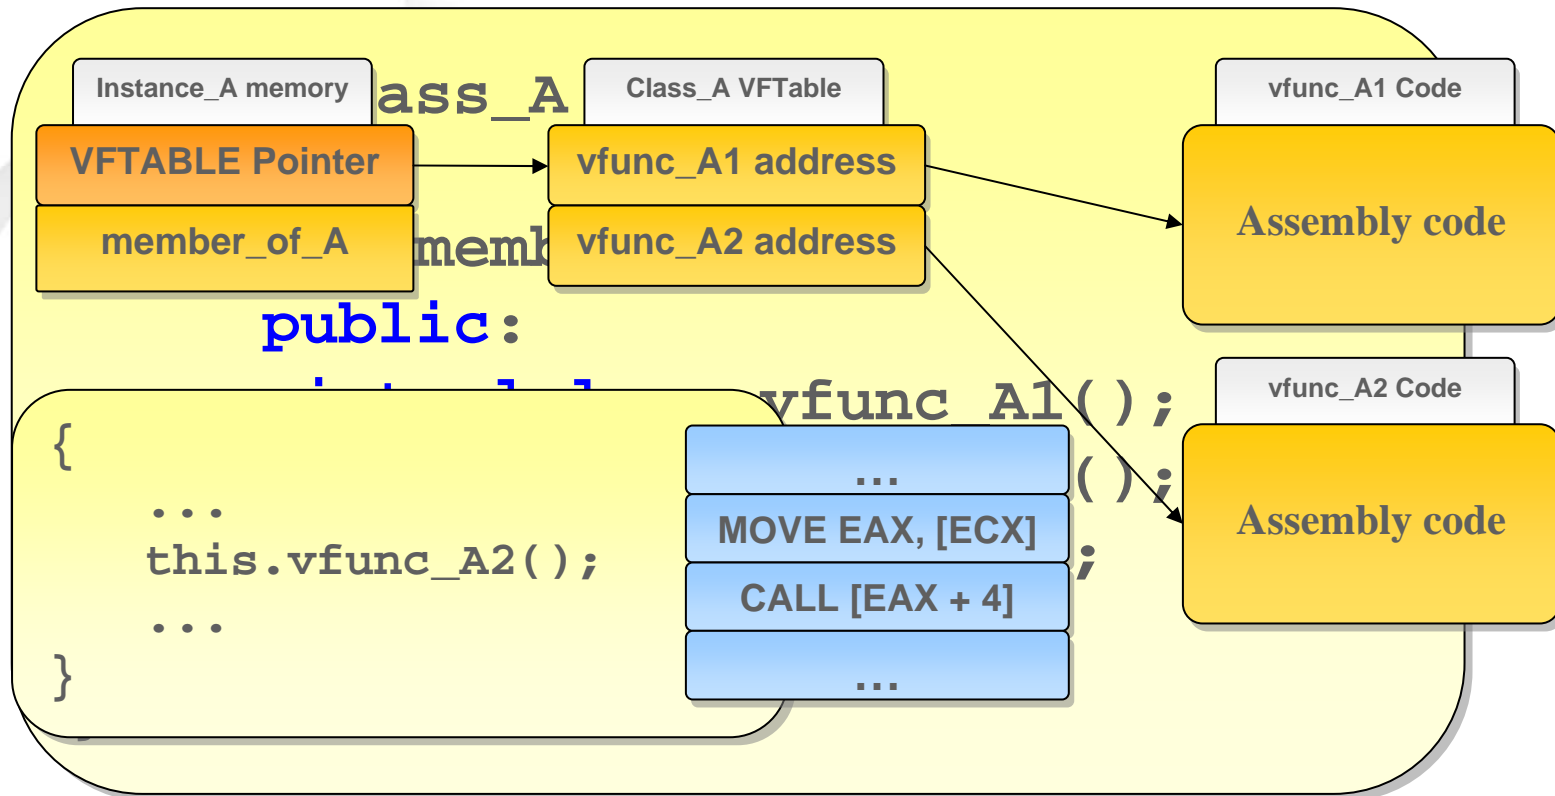 Instance_A memory
ass_A
Class_A VFTable
vfunc_A1 Code
VFTABLE Pointer
vfunc_A1 address
Assembly code
member_of_A
memb
vfunc_A2 address
public:
vfunc_A1();
vfunc_A2 Code
{
...
();
...
MOVE EAX, [ECX]
Assembly code
this.vfunc_A2();
;
CALL [EAX + 4]
...
}
...